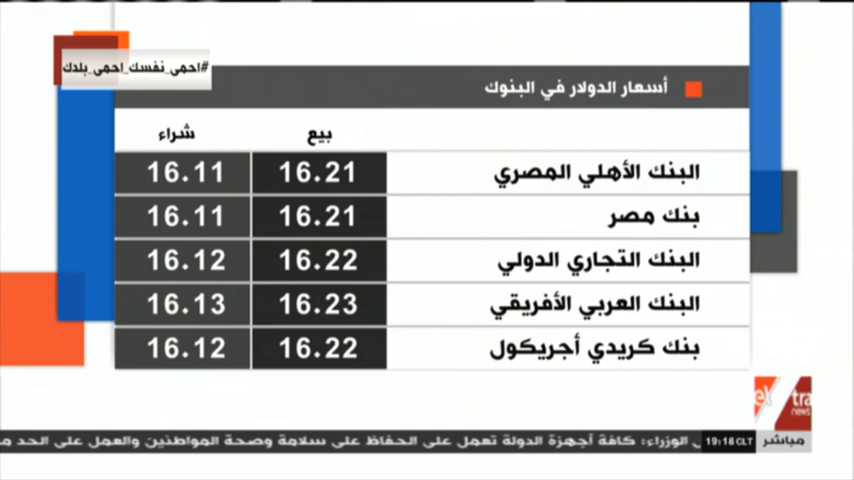 #احمى_نفسك_احمى_بلدك
أسعار الدولار في البنوك
بيع شراء
البنك الأهلي المصري 16.21 16.11
بنك مصر 16.21 16.11
البنك التجاري الدولي 16.22 16.12
البنك العربي الأفريقي 16.23 16.13
بنك كريدي أجريكول 16.22 16.12
tra
news
مباشر 19:18 CLT الوزراء: كافة أجهزة الدولة تعمل على الحفاظ على سلامة وصحة المواطنين والعمل على الحد